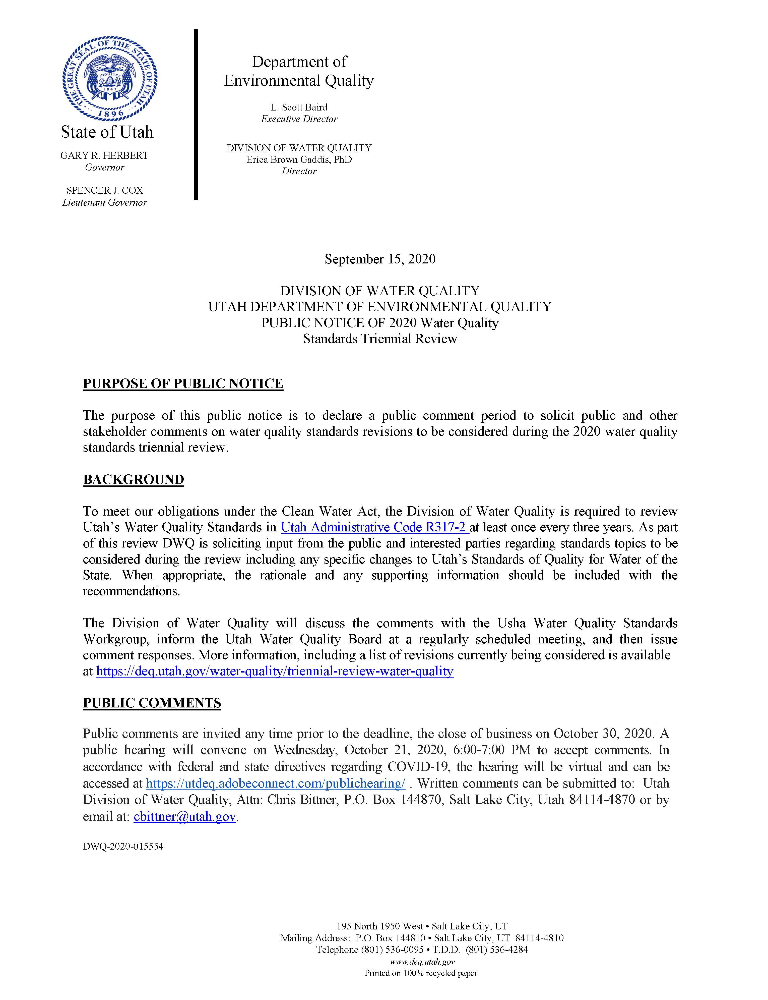 THE GREAT SEAL OF THE STATE OF UTAH
INDUSTRY
1847
1896
State of Utah
GARY R. HERBERT
Governor
SPENCER J. COX
Lieutenant Governor
Department of
Environmental Quality
L. Scott Baird
Executive Director
DIVISION OF WATER QUALITY
Erica Brown Gaddis, PhD
Director
September 15, 2020
DIVISION OF WATER QUALITY
UTAH DEPARTMENT OF ENVIRONMENTAL QUALITY
PUBLIC NOTICE OF 2020 Water Quality
Standards Triennial Review
PURPOSE OF PUBLIC NOTICE
The purpose of this public notice is to declare a public comment period to solicit public and other
stakeholder comments on water quality standards revisions to be considered during the 2020 water quality
standards triennial review.
BACKGROUND
To meet our obligations under the Clean Water Act, the Division of Water Quality is required to review
Utah’s Water Quality Standards in Utah Administrative Code R317-2 at least once every three years. As part
of this review DWQ is soliciting input from the public and interested parties regarding standards topics to be
considered during the review including any specific changes to Utah’s Standards of Quality for Water of the
State. When appropriate, the rationale and any supporting information should be included with the
recommendations.
The Division of Water Quality will discuss the comments with the Usha Water Quality Standards
Workgroup, inform the Utah Water Quality Board at a regularly scheduled meeting, and then issue
comment responses. More information, including a list of revisions currently being considered is available
at https://deq.utah.gov/water-quality/triennial-review-water-quality
PUBLIC COMMENTS
Public comments are invited any time prior to the deadline, the close of business on October 30, 2020. A
public hearing will convene on Wednesday, October 21, 2020, 6:00-7:00 PM to accept comments. In
accordance with federal and state directives regarding COVID-19, the hearing will be virtual and can be
accessed at https://utdeq.adobeconnect.com/publichearing/ . Written comments can be submitted to: Utah
Division of Water Quality, Attn: Chris Bittner, P.O. Box 144870, Salt Lake City, Utah 84114-4870 or by
email at: cbittner@utah.gov.
DWQ-2020-015554
195 North 1950 West • Salt Lake City, UT
Mailing Address: P.O. Box 144810 • Salt Lake City, UT 84114-4810
Telephone (801) 536-0095 • T.D.D. (801) 536-4284
www.deq.utah.gov
Printed on 100% recycled paper